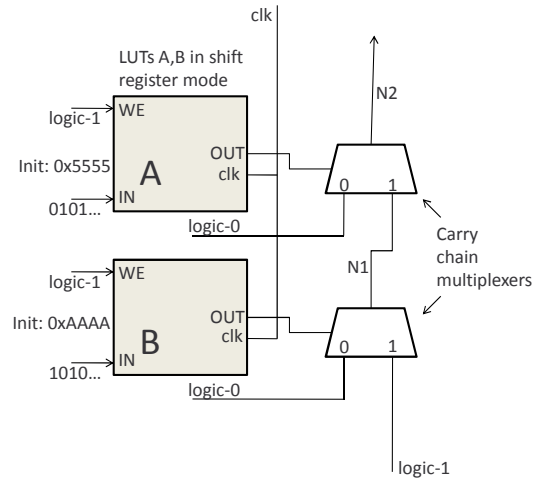 clk
LUTs A,B in shift
register mode
logic-1
WE
N2
Init: 0x5555
A
OUT
clk
IN
0101...
0 1
logic-0
Carry
chain
multiplexers
N1
logic-1
WE
Init: 0xAAAA
B
OUT
clk
IN
1010...
0 1
logic-0
logic-1